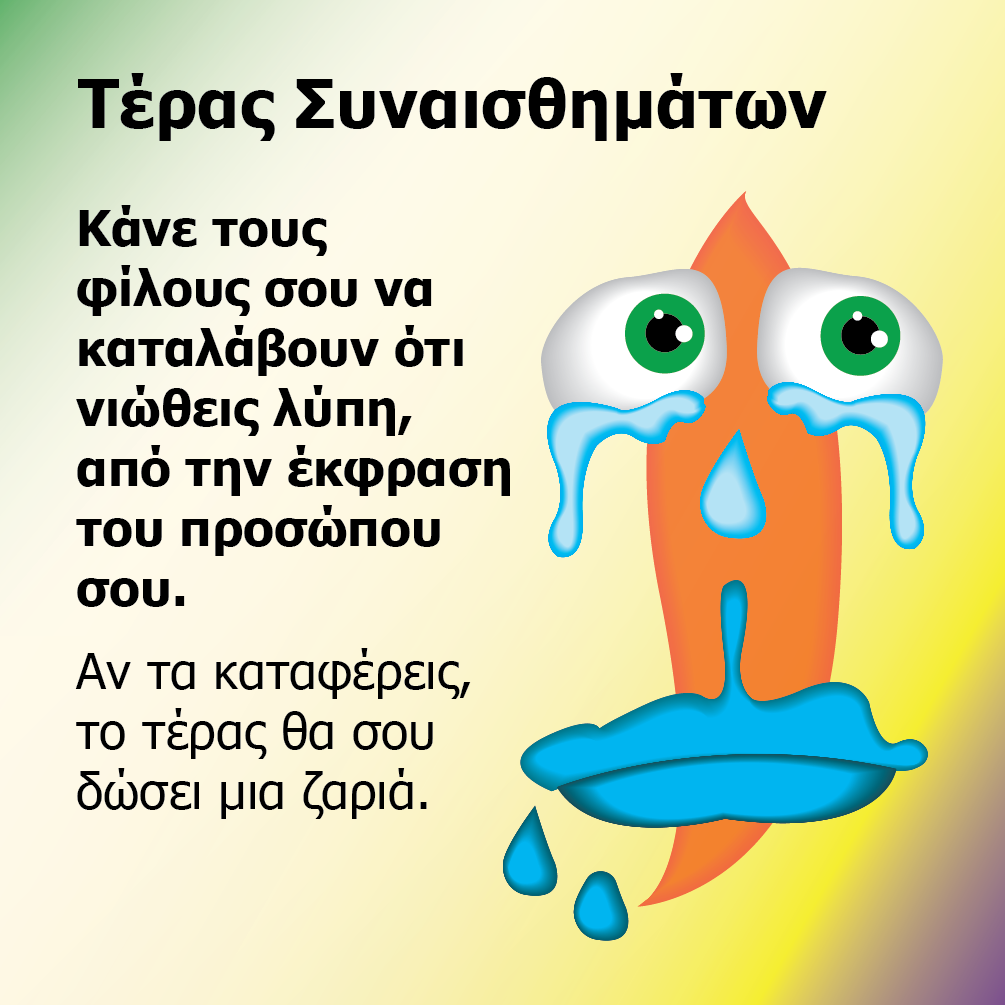 Τέρας Συναισθημάτων
Κάνε τους
φίλους σου να
καταλάβουν ότι
νιώθεις λύπη,
από την έκφραση
του προσώπου
σου.
Αν τα καταφέρεις,
το τέρας θα σου
δώσει μια ζαριά.